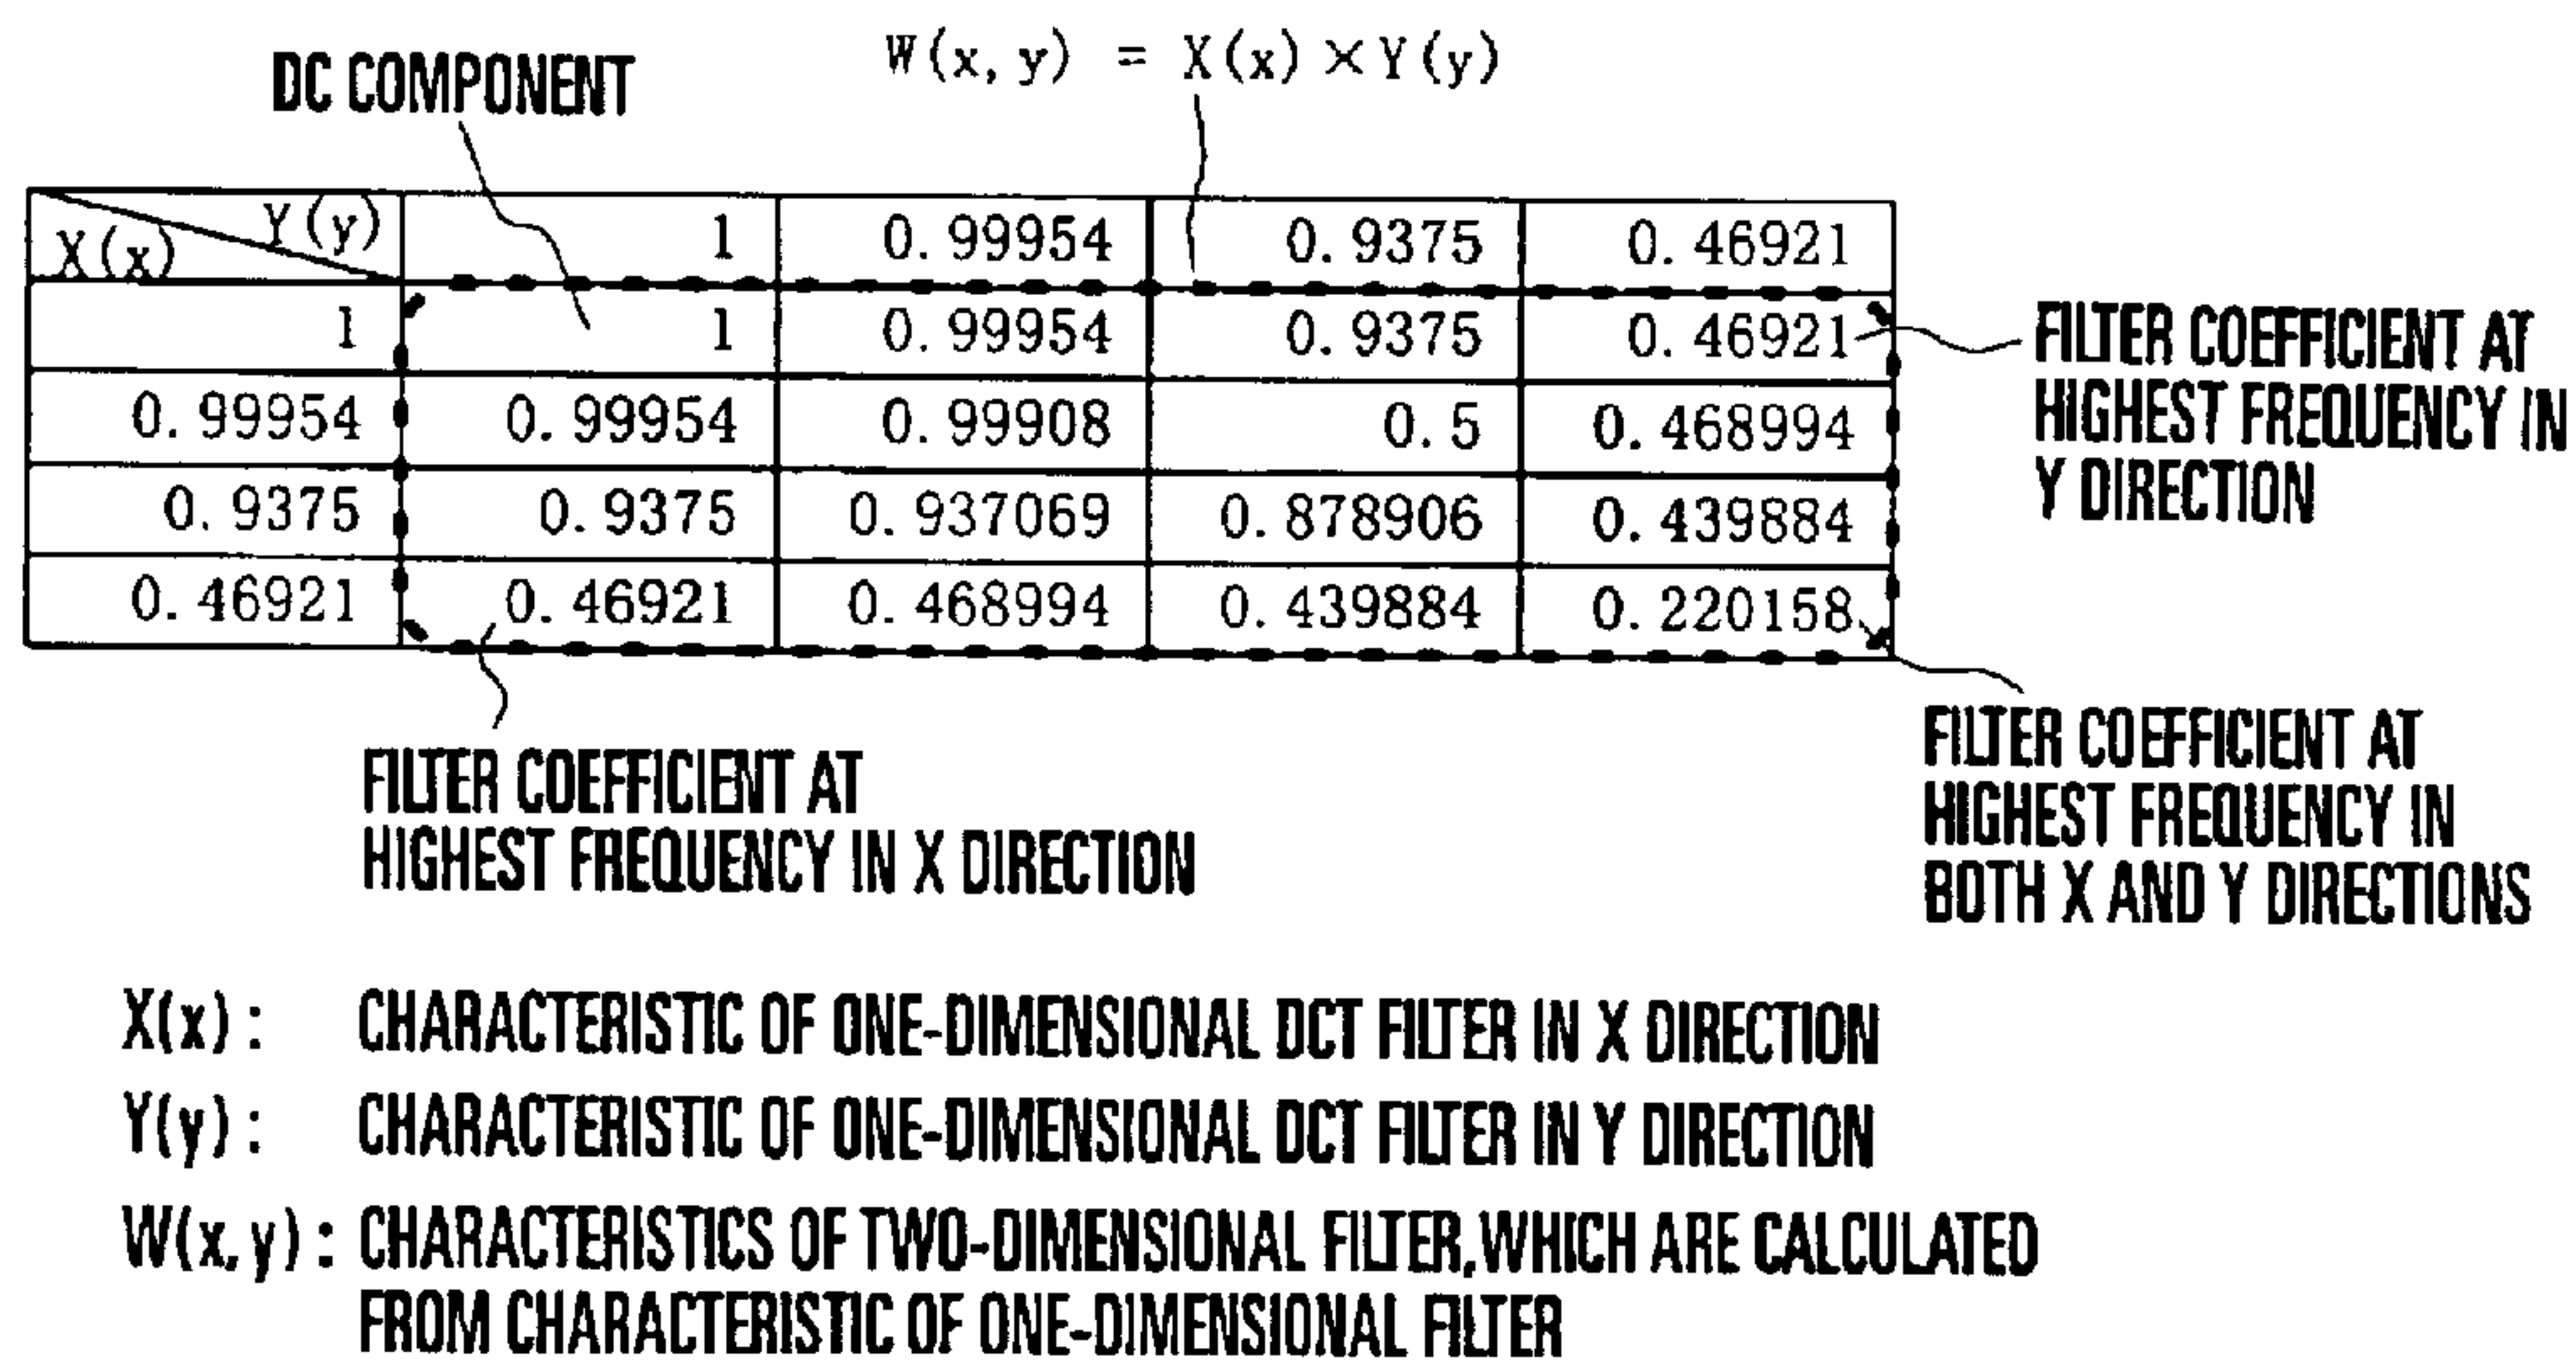 W(x, y) = X(x) × Y(y)
DC COMPONENT
Y(y) 1 0.99954 0.9375 0.46921
X(x)
1 1 0.99954 0.9375 0.46921
0.99954 0.99954 0.99908 0.5 0.468994
0.9375 0.9375 0.937069 0.878906 0.439884
0.46921 0.46921 0.468994 0.439884 0.220158
FILTER COEFFICIENT AT
HIGHEST FREQUENCY IN
Y DIRECTION
FILTER COEFFICIENT AT
HIGHEST FREQUENCY IN X DIRECTION
FILTER COEFFICIENT AT
HIGHEST FREQUENCY IN
BOTH X AND Y DIRECTIONS
X(x) : CHARACTERISTIC OF ONE-DIMENSIONAL DCT FILTER IN X DIRECTION
Y(y) : CHARACTERISTIC OF ONE-DIMENSIONAL DCT FILTER IN Y DIRECTION
W(x, y) : CHARACTERISTICS OF TWO-DIMENSIONAL FILTER, WHICH ARE CALCULATED
FROM CHARACTERISTIC OF ONE-DIMENSIONAL FILTER